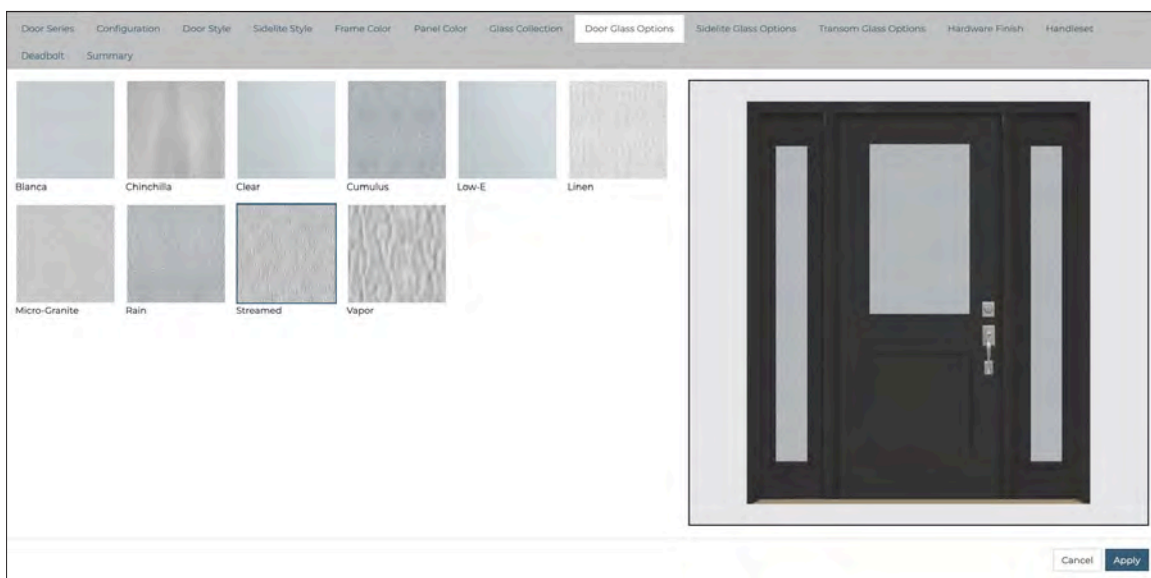 Door Series Configuration Door Style Sidelite Style Frame Color Panel Color Glass Collection Door Glass Options Sidelite Glass Options Transom Glass Options Hardware Finish Handleset
Deadbolt Summary
Blanca Chinchilla Clear Cumulus Low-E Linen
Micro-Granite Rain Streamed Vapor
Cancel Apply